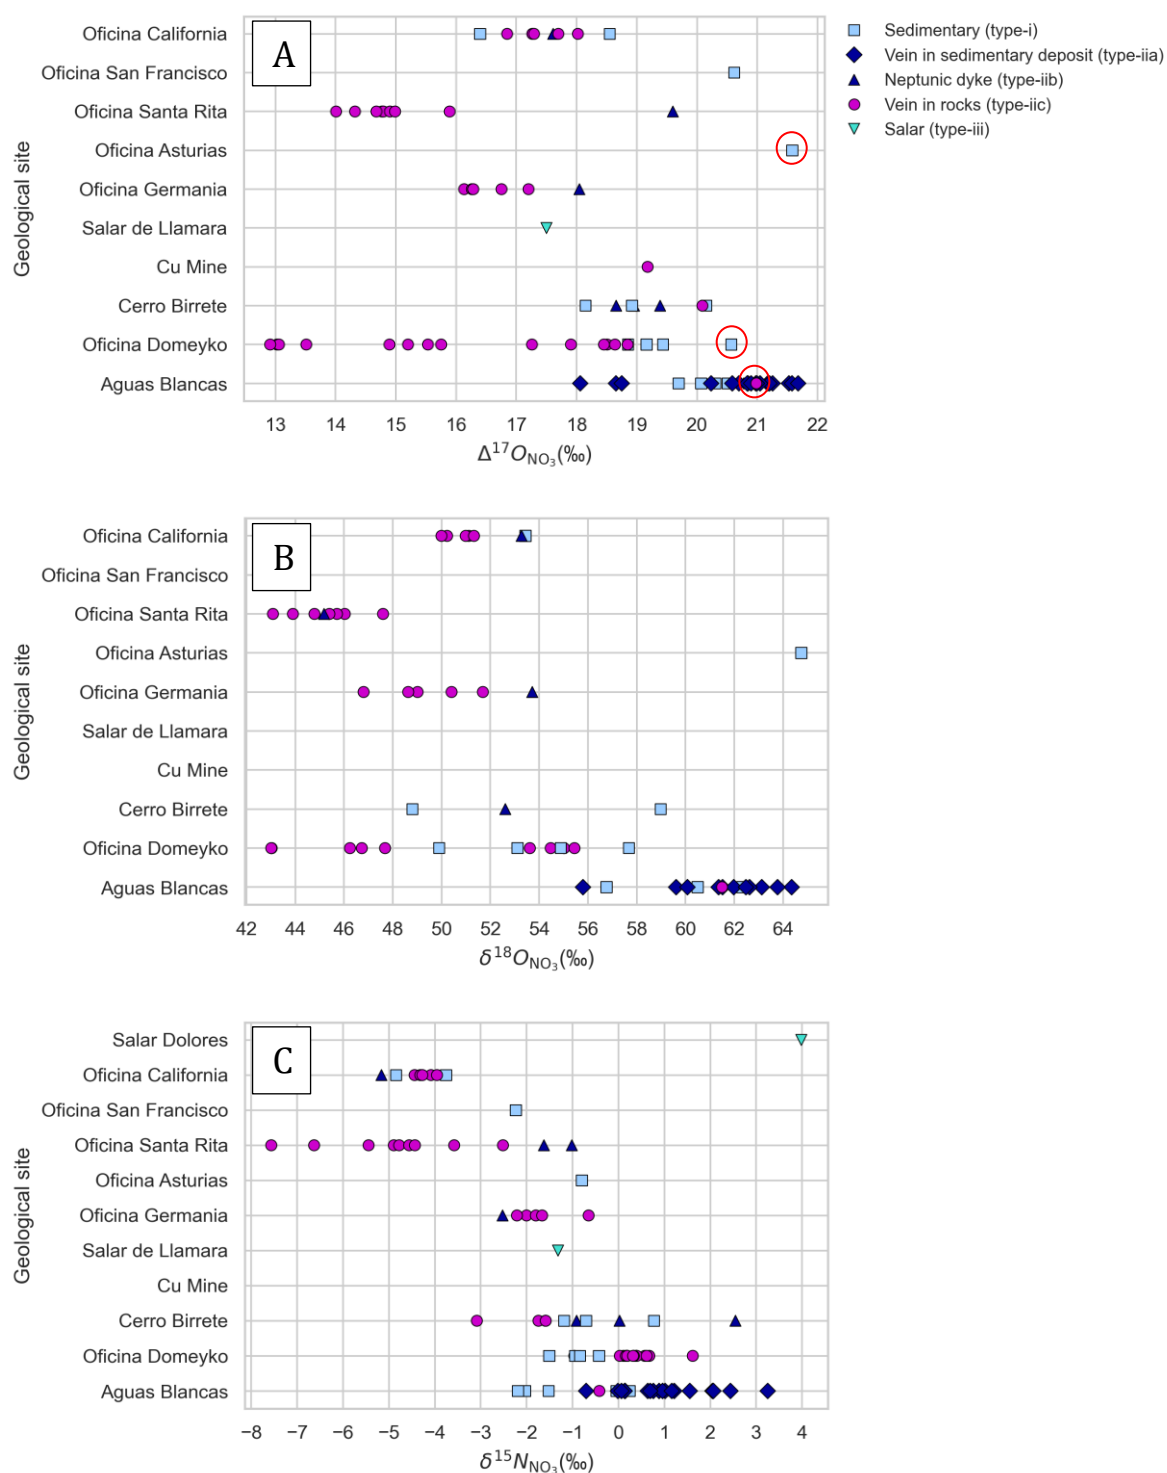 A
Geological site
Oficina California
Oficina San Francisco
Oficina Santa Rita
Oficina Asturias
Oficina Germania
Salar de Llamara
Cu Mine
Cerro Birrete
Oficina Domeyko
Aguas Blancas
13 14 15 16 17 18 19 20 21 22
Δ¹⁷O_NO₃(‰)
Sedimentary (type-i)
Vein in sedimentary deposit (type-iia)
Neptunic dyke (type-iib)
Vein in rocks (type-iic)
Salar (type-iii)
B
Geological site
Oficina California
Oficina San Francisco
Oficina Santa Rita
Oficina Asturias
Oficina Germania
Salar de Llamara
Cu Mine
Cerro Birrete
Oficina Domeyko
Aguas Blancas
42 44 46 48 50 52 54 56 58 60 62 64
δ¹⁸O_NO₃(‰)
C
Geological site
Salar Dolores
Oficina California
Oficina San Francisco
Oficina Santa Rita
Oficina Asturias
Oficina Germania
Salar de Llamara
Cu Mine
Cerro Birrete
Oficina Domeyko
Aguas Blancas
−8 −7 −6 −5 −4 −3 −2 −1 0 1 2 3 4
δ¹⁵N_NO₃(‰)